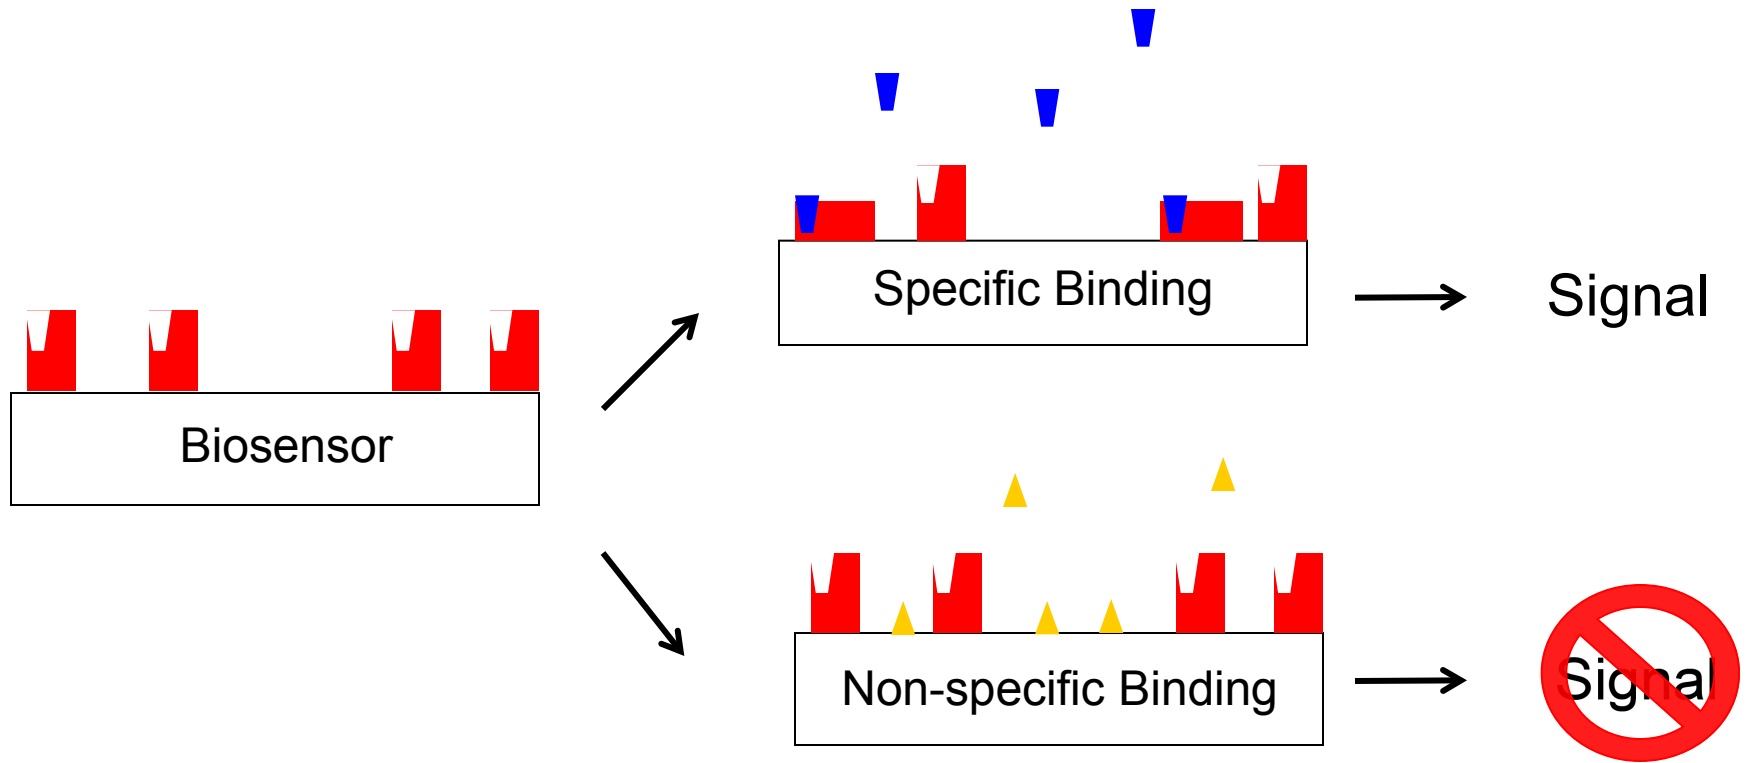 Specific Binding
Signal
Biosensor
Non-specific Binding
Signal